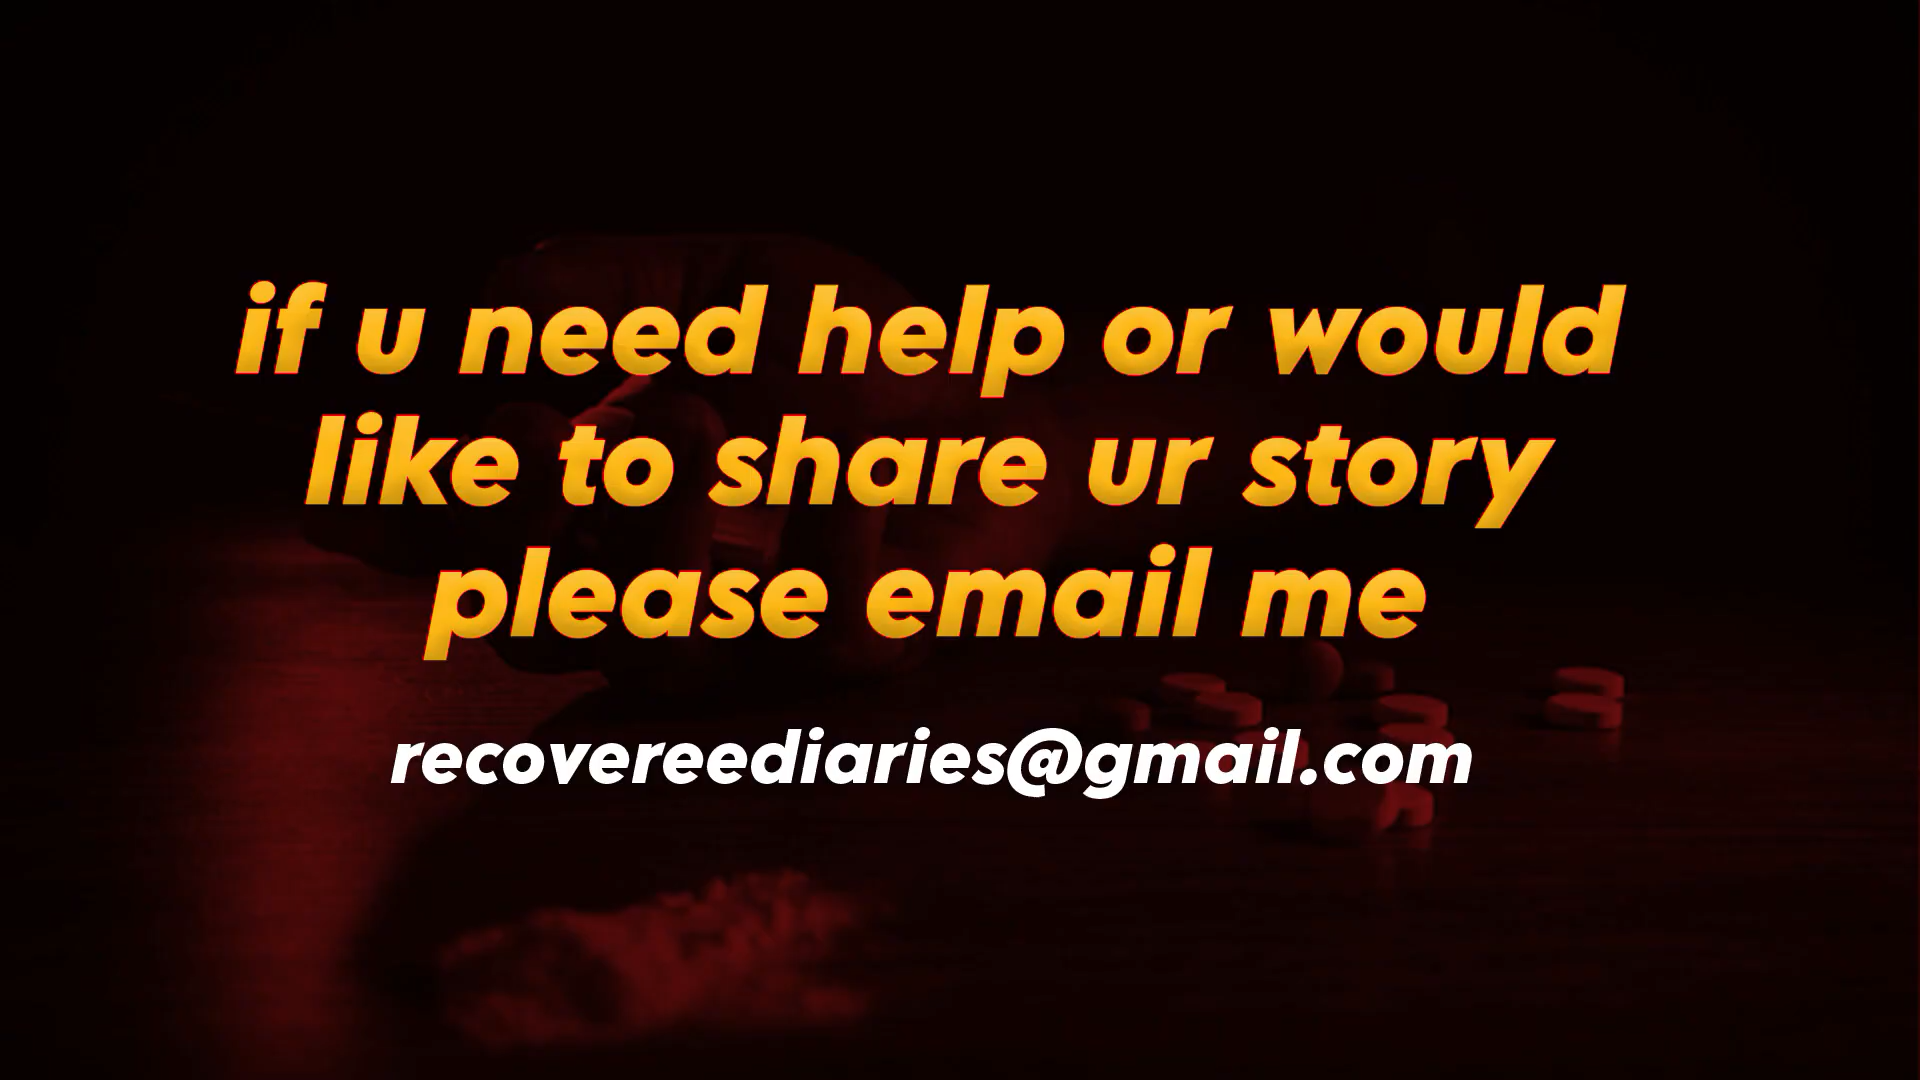 if u need help or would
like to share ur story
please email me
recovereediaries@gmail.com